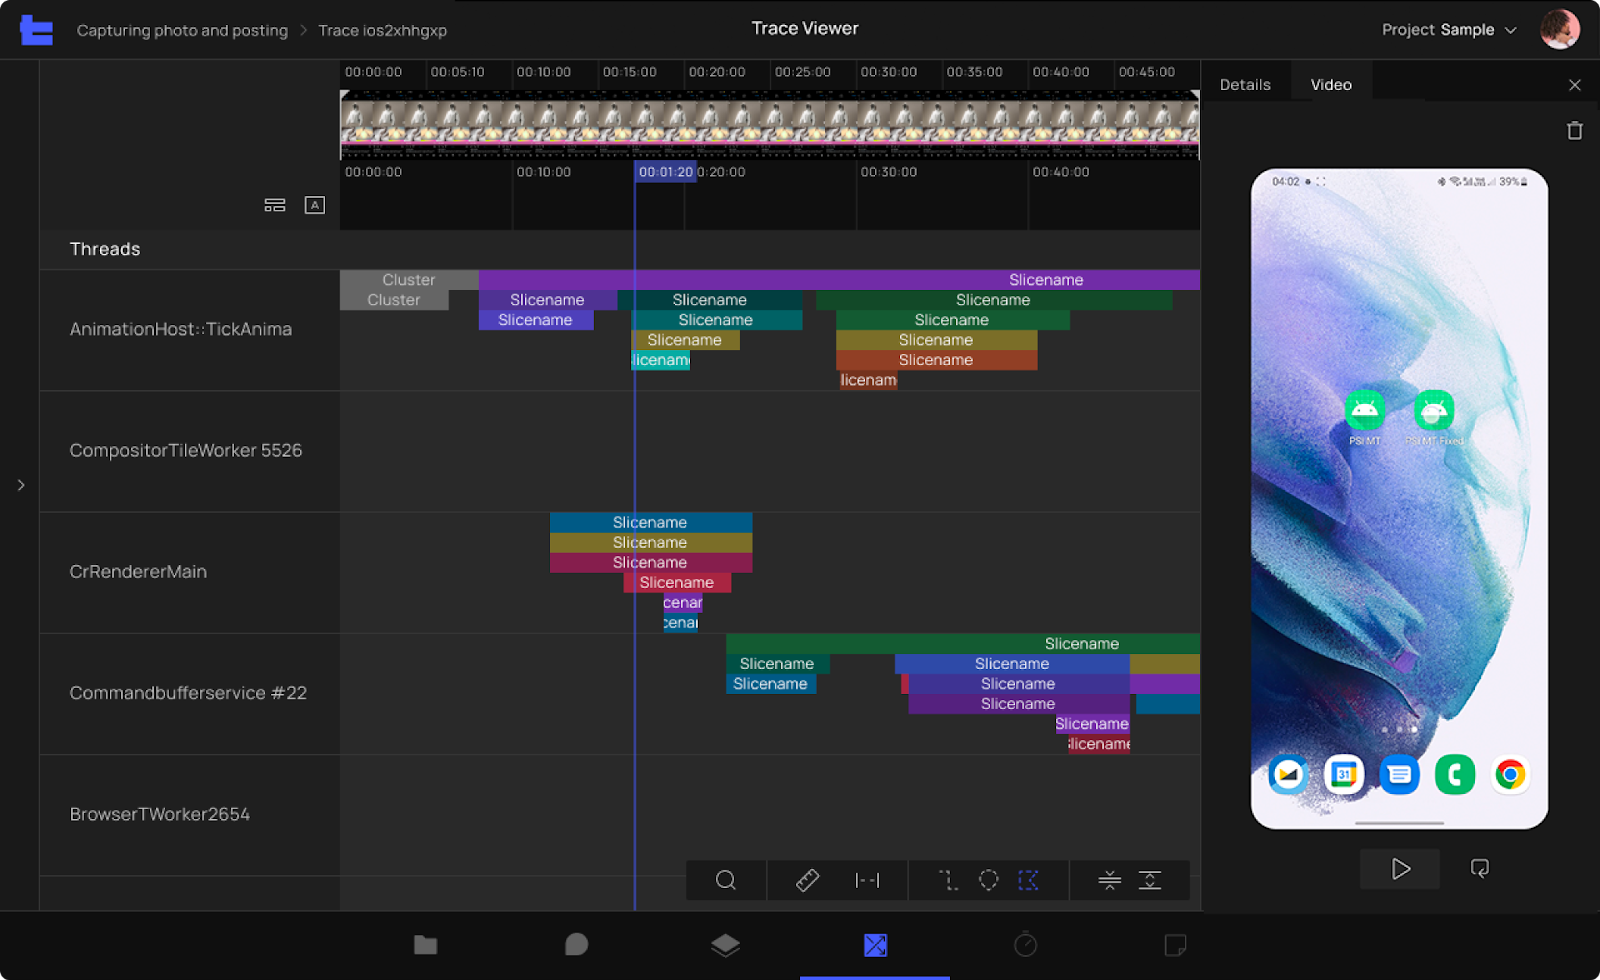 Capturing photo and posting > Trace ios2xhhgxp
Trace Viewer
Project Sample
00:00:00 00:05:10 00:10:00 00:15:00 00:20:00 00:25:00 00:30:00 00:35:00 00:40:00 00:45:00
Details Video
00:00:00 00:10:00 00:01:20 0:20:00 00:30:00 00:40:00
A
Threads
Cluster Slicename
Cluster Slicename Slicename Slicename
AnimationHost::TickAnima
Slicename Slicename Slicename
Slicename Slicename
licenam Slicename
licenam
CompositorTileWorker 5526
CrRendererMain
Slicename
Slicename
Slicename
Slicename
cenar
cenar
Commandbufferservice #22
Slicename
Slicename Slicename
Slicename Slicename
Slicename
Slicename
licename
BrowserTWorker2654
04:02 39%
PSI MT PSI MT Fixed
31